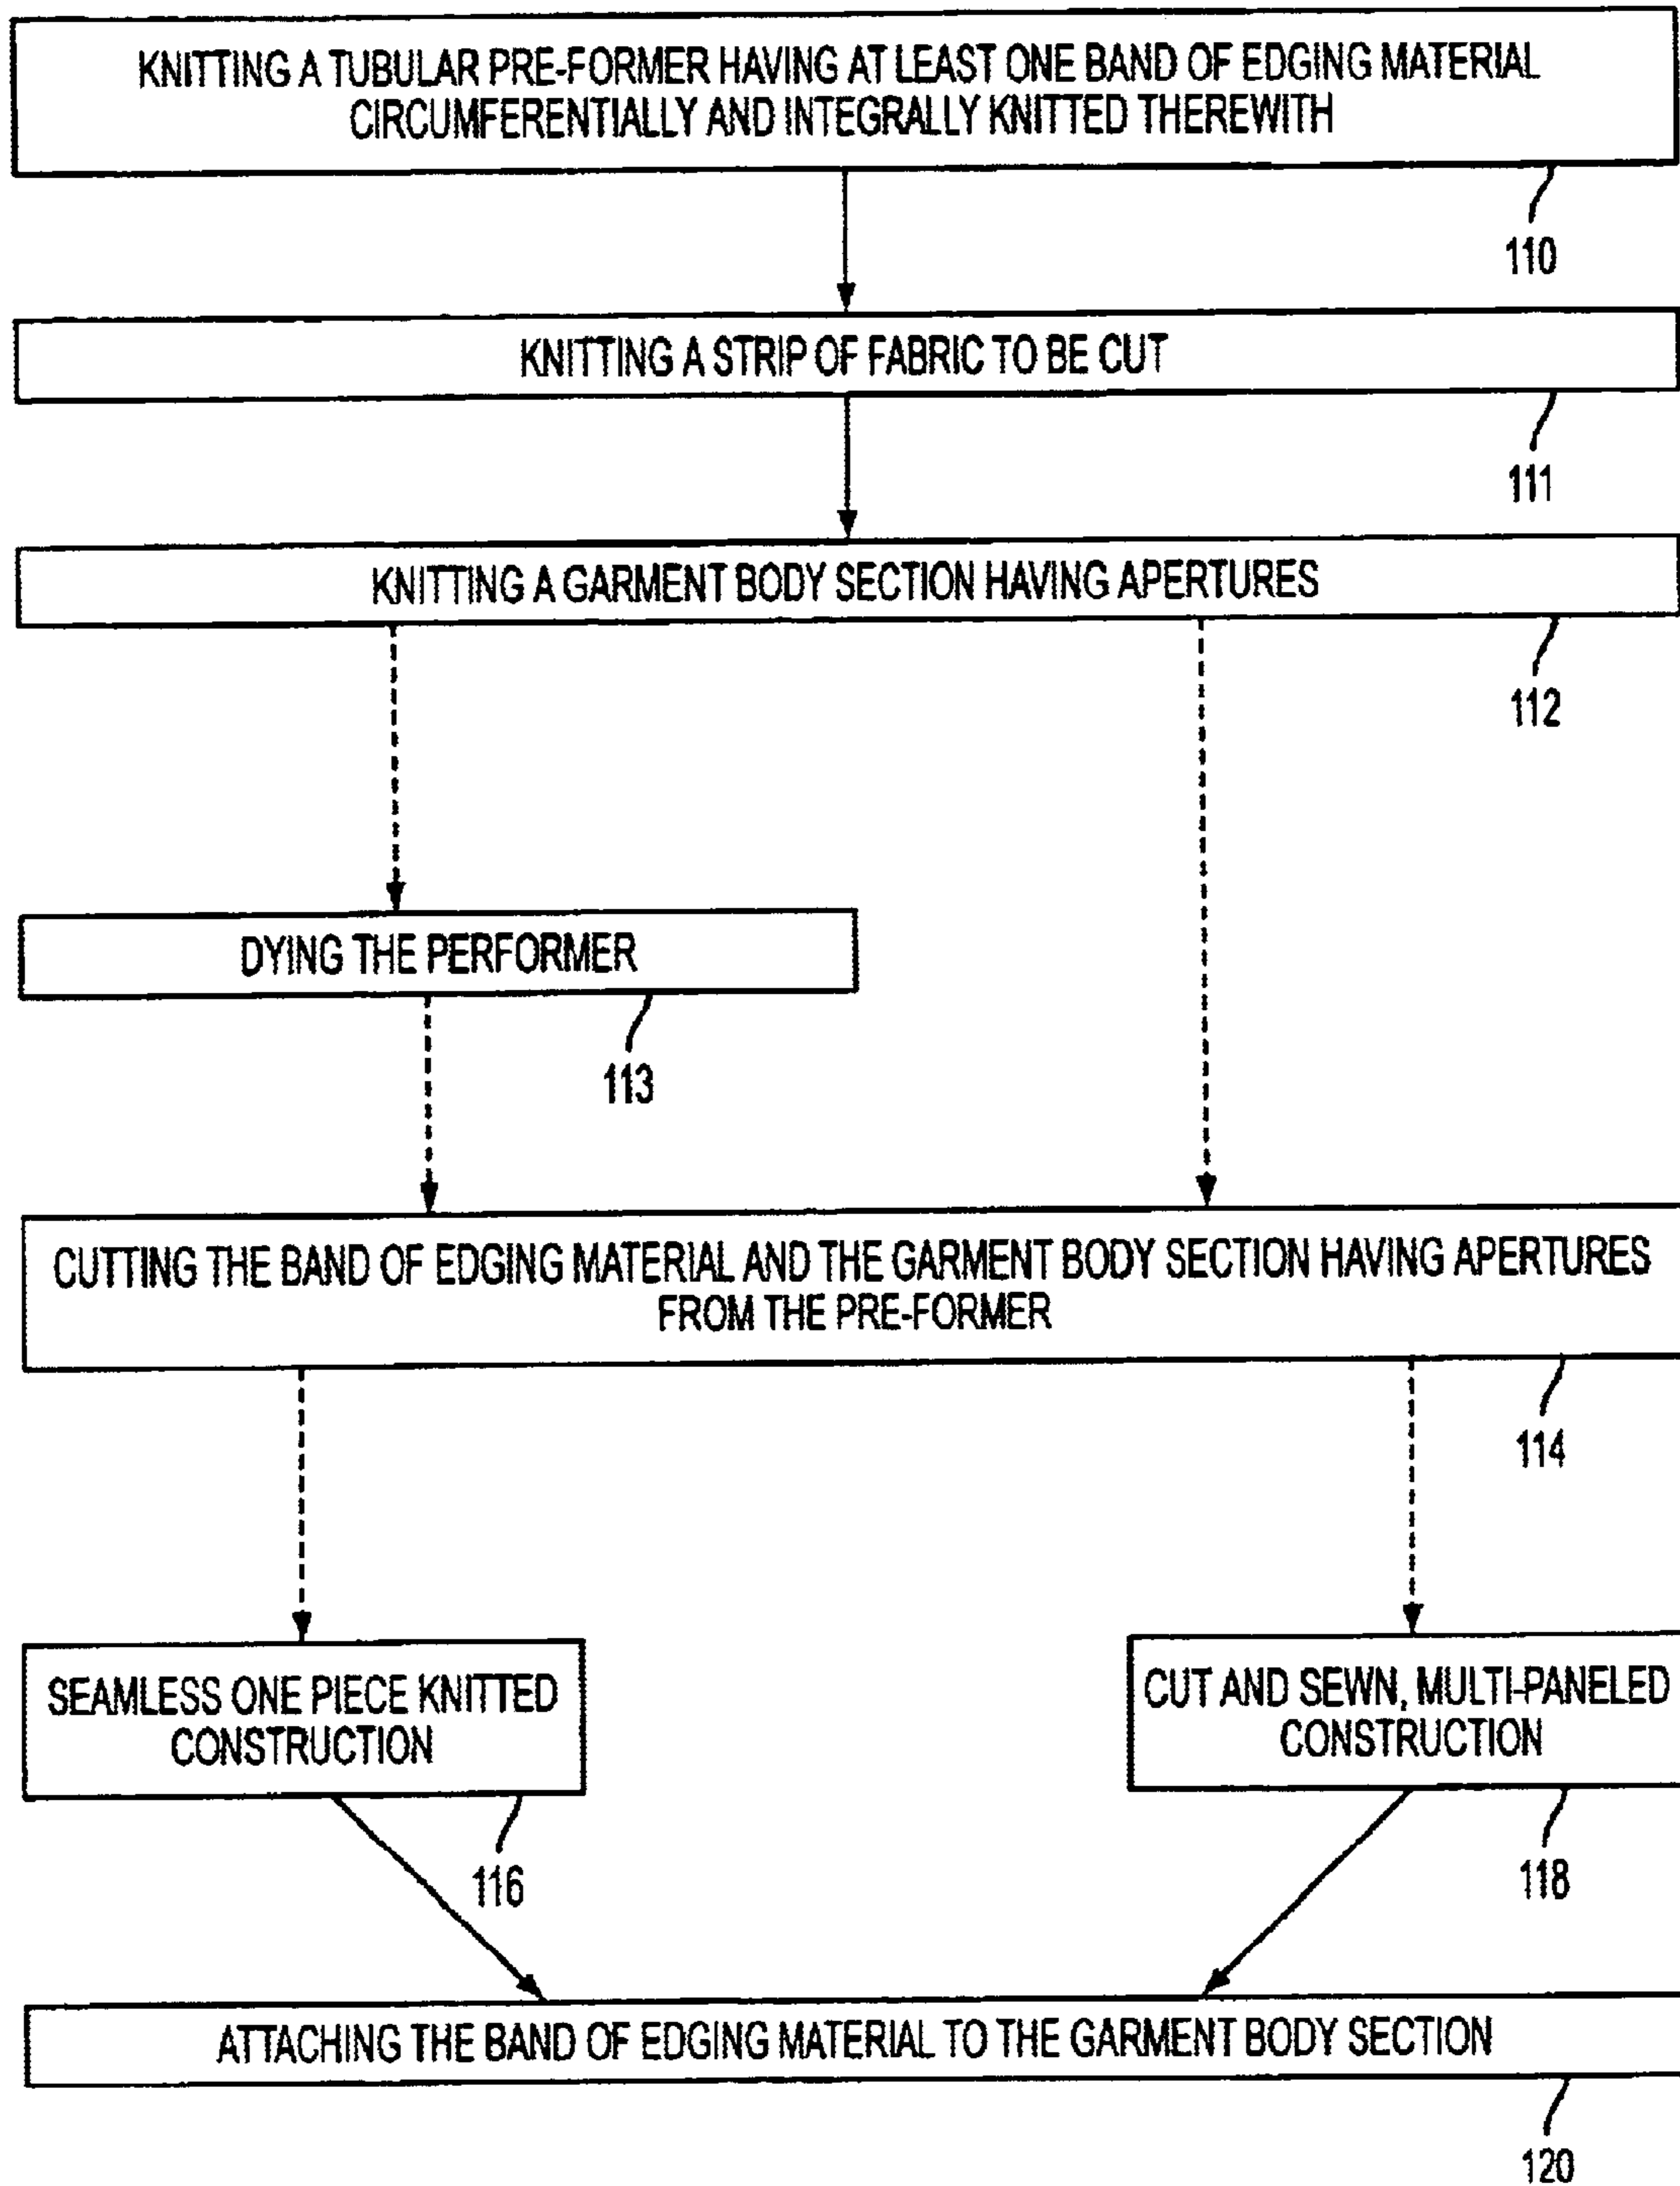 KNITTING A TUBULAR PRE-FORMER HAVING AT LEAST ONE BAND OF EDGING MATERIAL
CIRCUMFERENTIALLY AND INTEGRALLY KNITTED THEREWITH
110
KNITTING A STRIP OF FABRIC TO BE CUT
111
KNITTING A GARMENT BODY SECTION HAVING APERTURES
112
DYING THE PERFORMER
113
CUTTING THE BAND OF EDGING MATERIAL AND THE GARMENT BODY SECTION HAVING APERTURES
FROM THE PRE-FORMER
114
SEAMLESS ONE PIECE KNITTED
CONSTRUCTION
116
CUT AND SEWN, MULTI-PANELED
CONSTRUCTION
118
ATTACHING THE BAND OF EDGING MATERIAL TO THE GARMENT BODY SECTION
120